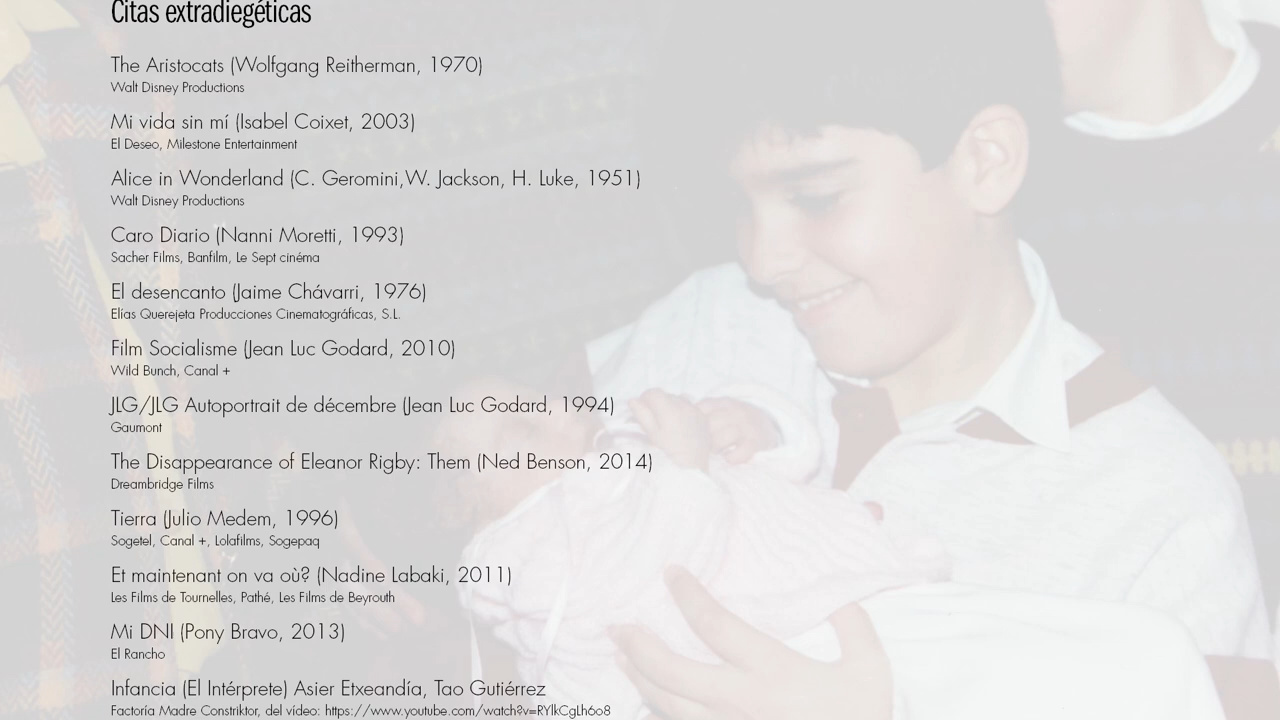 Citas extradiegéticas
The Aristocats (Wolfgang Reitherman, 1970)
Walt Disney Productions
Mi vida sin mí (Isabel Coixet, 2003)
El Deseo, Milestone Entertainment
Alice in Wonderland (C. Geromini,W. Jackson, H. Luke, 1951)
Walt Disney Productions
Caro Diario (Nanni Moretti, 1993)
Sacher Films, Banfilm, Le Sept cinéma
El desencanto (Jaime Chávarri, 1976)
Elías Querejeta Producciones Cinematográficas, S.L.
Film Socialisme (Jean Luc Godard, 2010)
Wild Bunch, Canal +
JLG/JLG Autoportrait de décembre (Jean Luc Godard, 1994)
Gaumont
The Disappearance of Eleanor Rigby: Them (Ned Benson, 2014)
Dreambridge Films
Tierra (Julio Medem, 1996)
Sogetel, Canal +, Lolafilms, Sogepaq
Et maintenant on va où? (Nadine Labaki, 2011)
Les Films de Tournelles, Pathé, Les Films de Beyrouth
Mi DNI (Pony Bravo, 2013)
El Rancho
Infancia (El Intérprete) Asier Etxeandía, Tao Gutiérrez
Factoría Madre Constriktor, del vídeo: https://www.youtube.com/watch?v=RYlkCgLh6o8